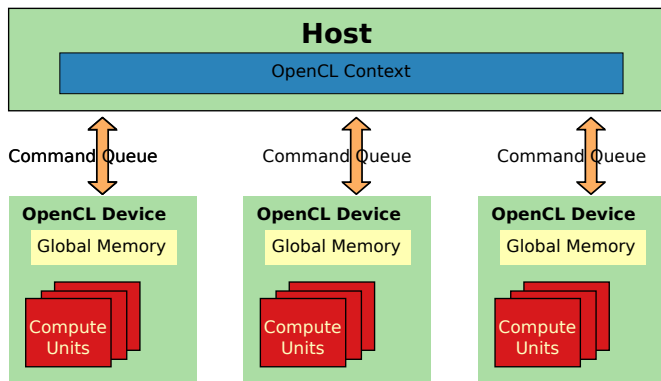 Host
OpenCL Context
Command Queue Command Queue Command Queue
OpenCL Device OpenCL Device OpenCL Device
Global Memory Global Memory Global Memory
Compute Compute Compute
Units Units Units